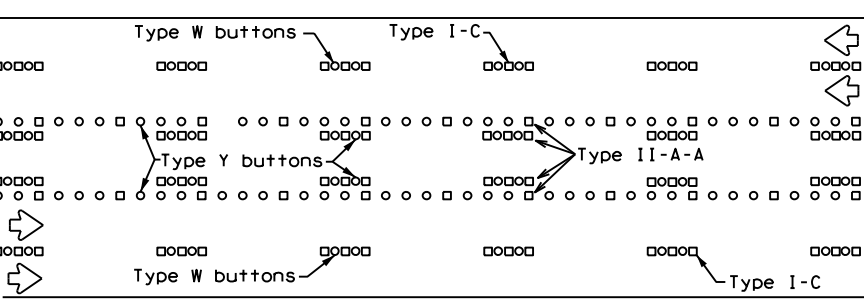 Type W buttons
Type I-C
Type Y buttons
Type II-A-A
Type W buttons
Type I-C